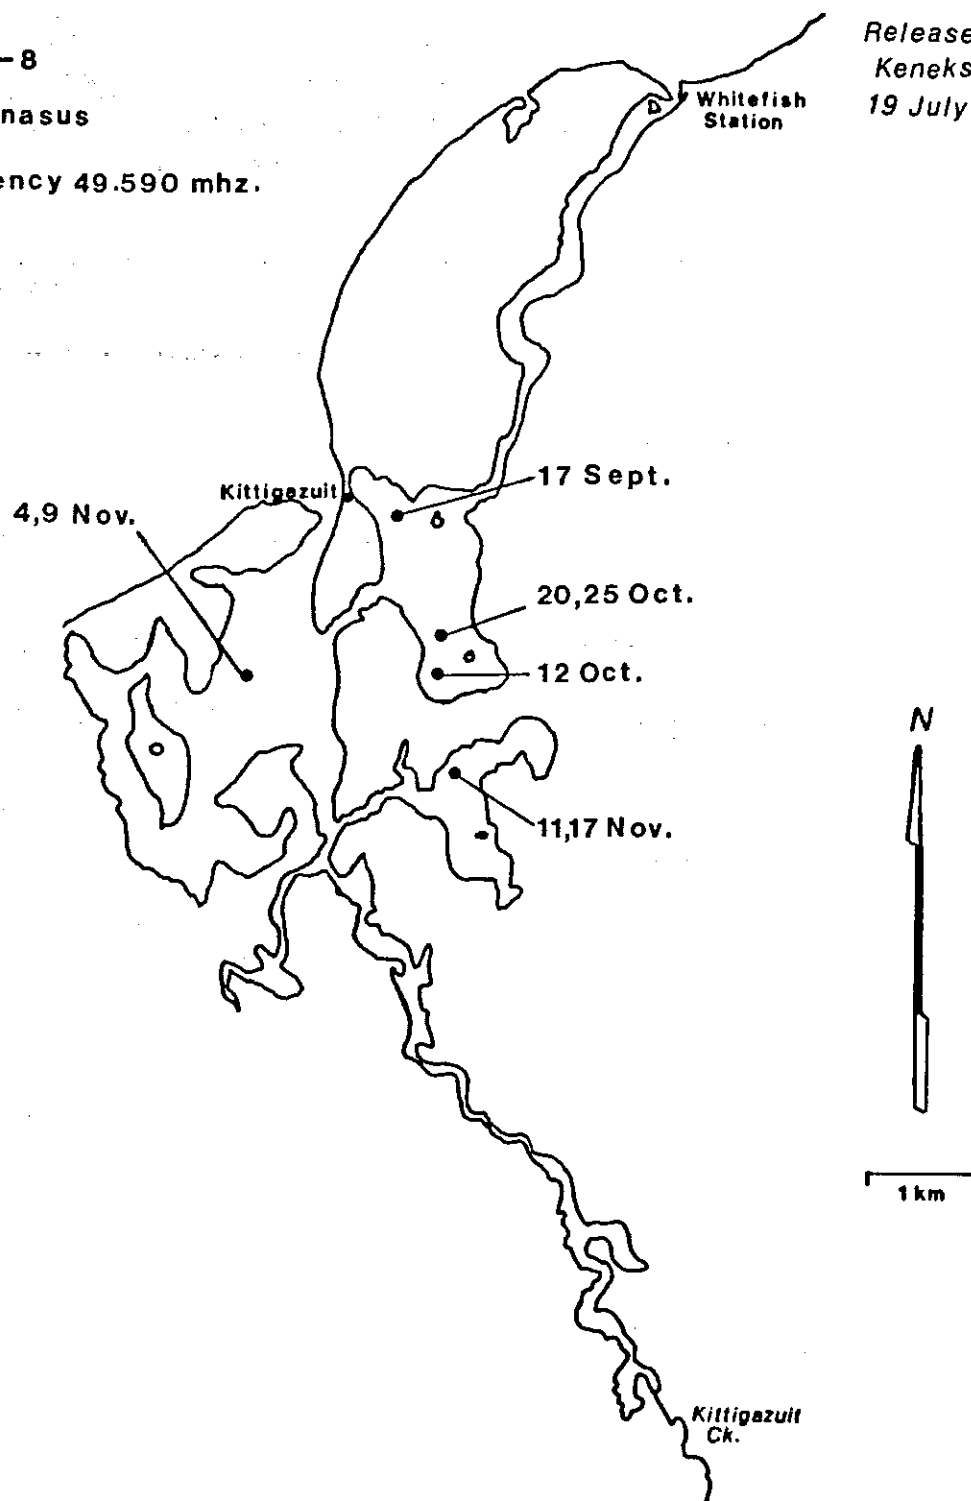 -8
nasus
ency 49.590 mhz.
Release
Keneks
19 July
Whitefish
Station
Kittigazuit
17 Sept.
4,9 Nov.
20,25 Oct.
12 Oct.
11,17 Nov.
N
1 km
Kittigazuit
Ck.